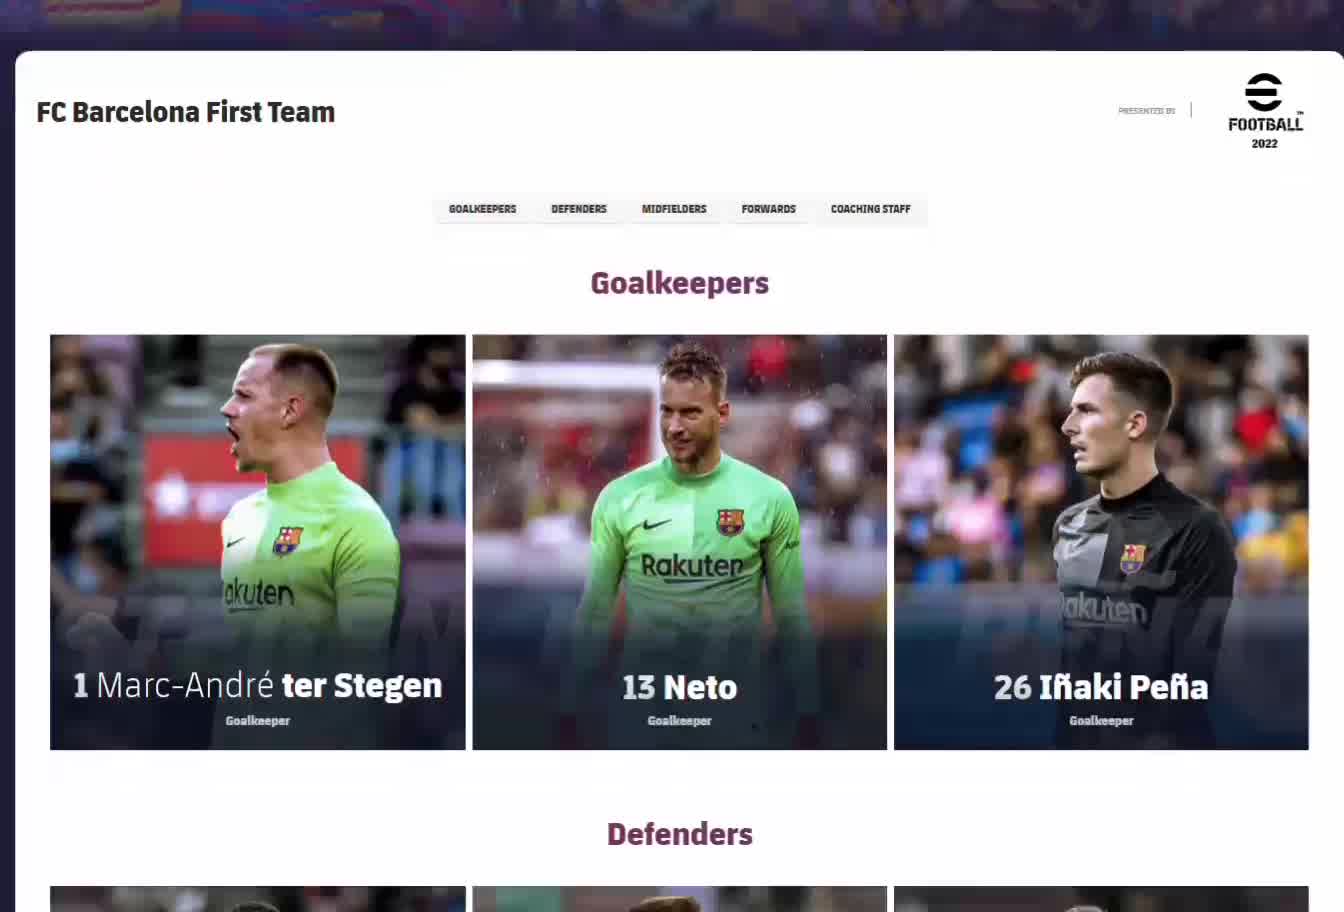 FC Barcelona First Team
PRESENTED BY
FOOTBALL™
2022
GOALKEEPERS DEFENDERS MIDFIELDERS FORWARDS COACHING STAFF
Goalkeepers
Rakuten
Rakuten
Rakuten
1 Marc-André ter Stegen
Goalkeeper
13 Neto
Goalkeeper
26 Iñaki Peña
Goalkeeper
Defenders